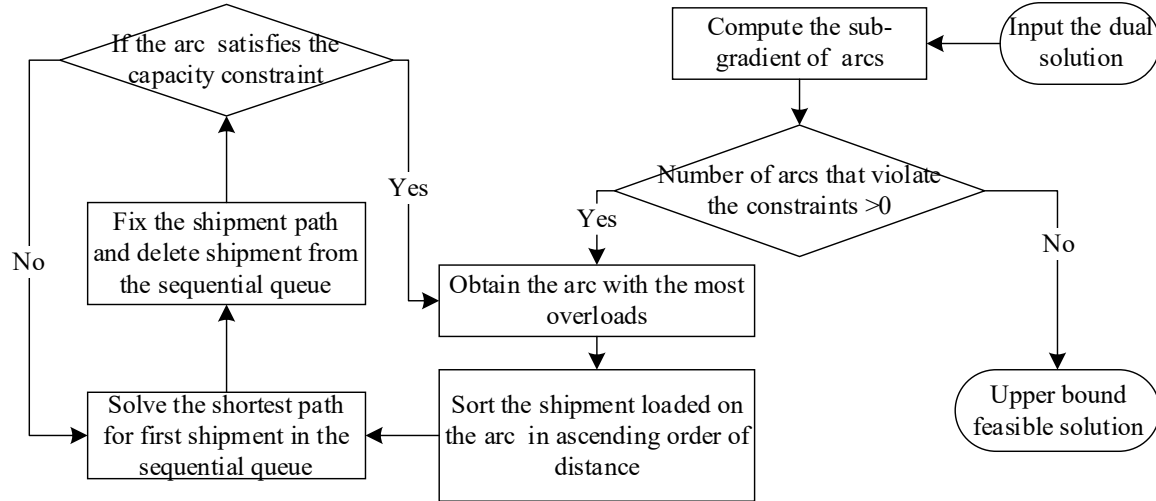 If the arc satisfies the
capacity constraint
Compute the sub-
gradient of arcs
Input the dual
solution
Number of arcs that violate
the constraints >0
Yes
Yes
No
No
Fix the shipment path
and delete shipment from
the sequential queue
Obtain the arc with the most
overloads
Solve the shortest path
for first shipment in the
sequential queue
Sort the shipment loaded on
the arc in ascending order of
distance
Upper bound
feasible solution